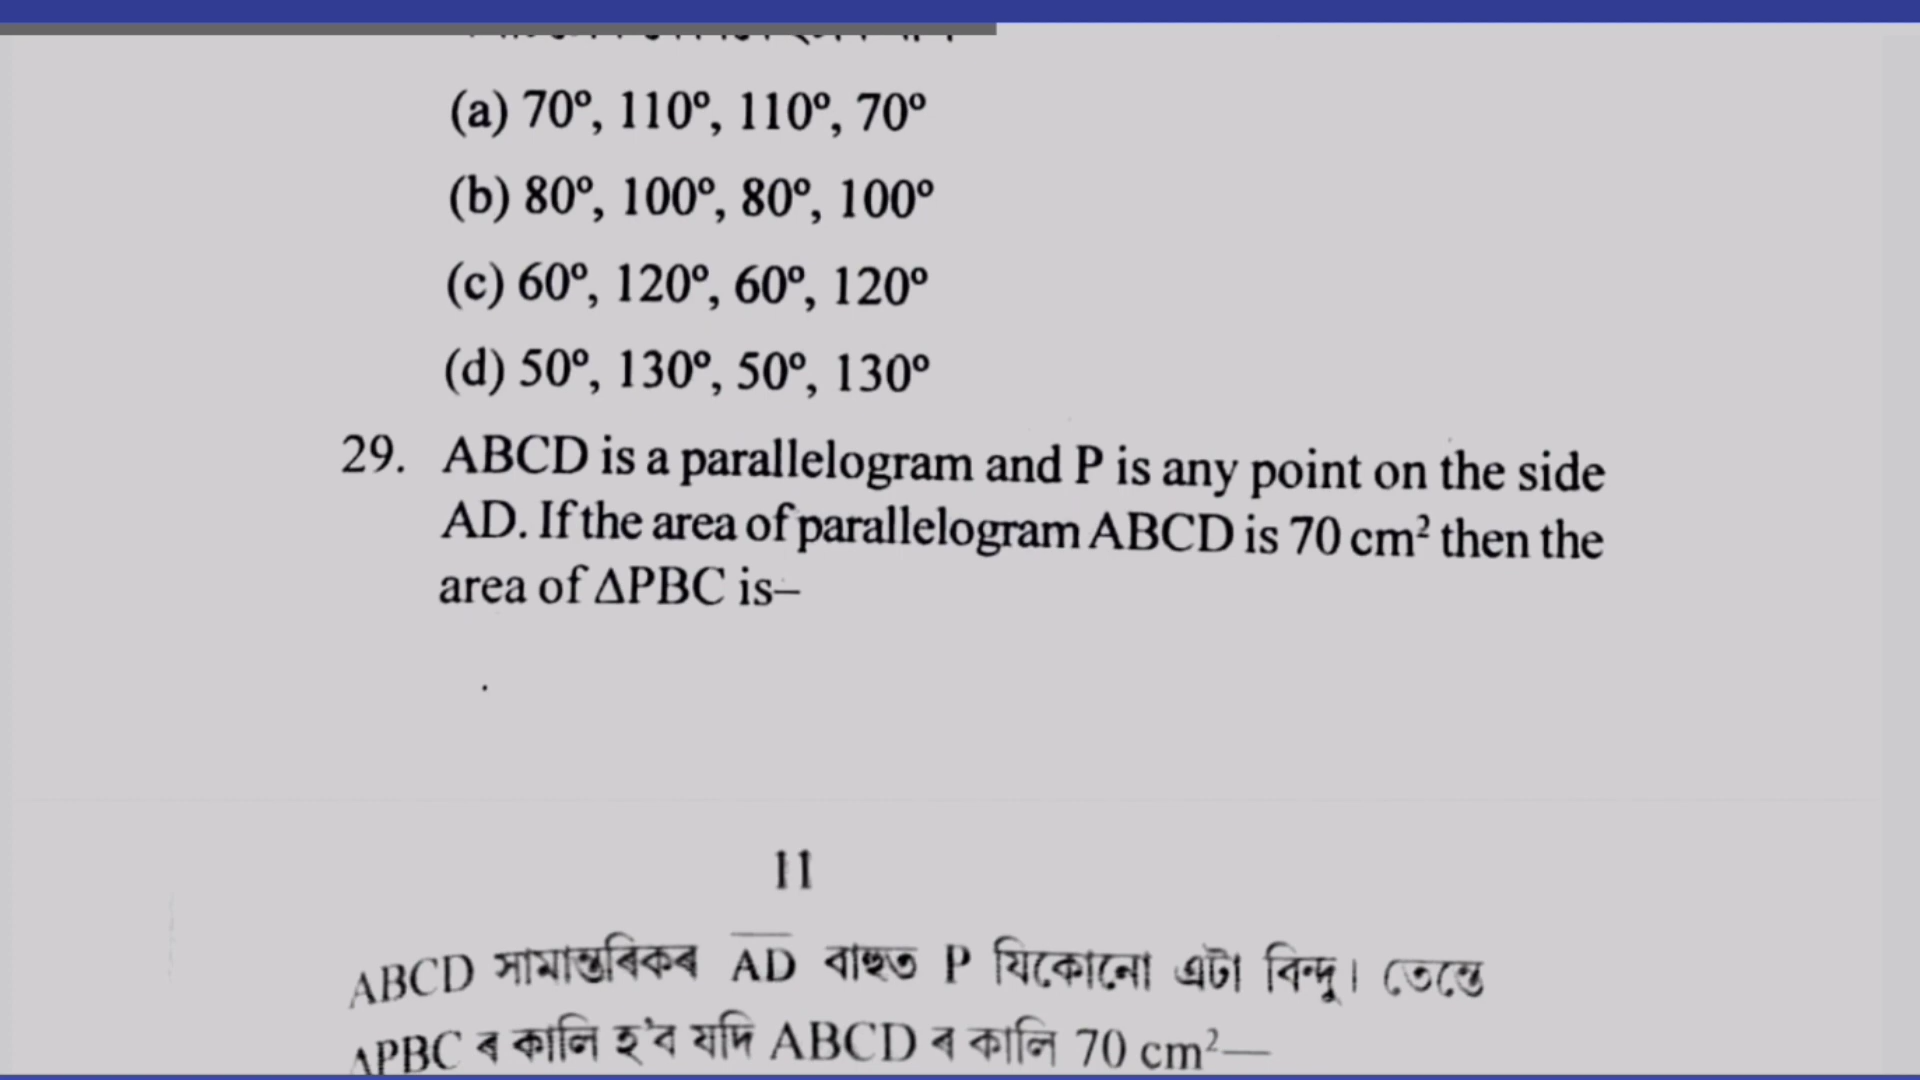 (a) 70°, 110°, 110°, 70°
(b) 80°, 100°, 80°, 100°
(c) 60°, 120°, 60°, 120°
(d) 50°, 130°, 50°, 130°
29. ABCD is a parallelogram and P is any point on the side
AD. If the area of parallelogram ABCD is 70 cm² then the
area of ΔPBC is–
11
ABCD সামান্তৰিকৰ AD বাহুত P যিকোনো এটা বিন্দু। তেন্তে
ΔPBC ৰ কালি হ'ব যদি ABCD ৰ কালি 70 cm²—